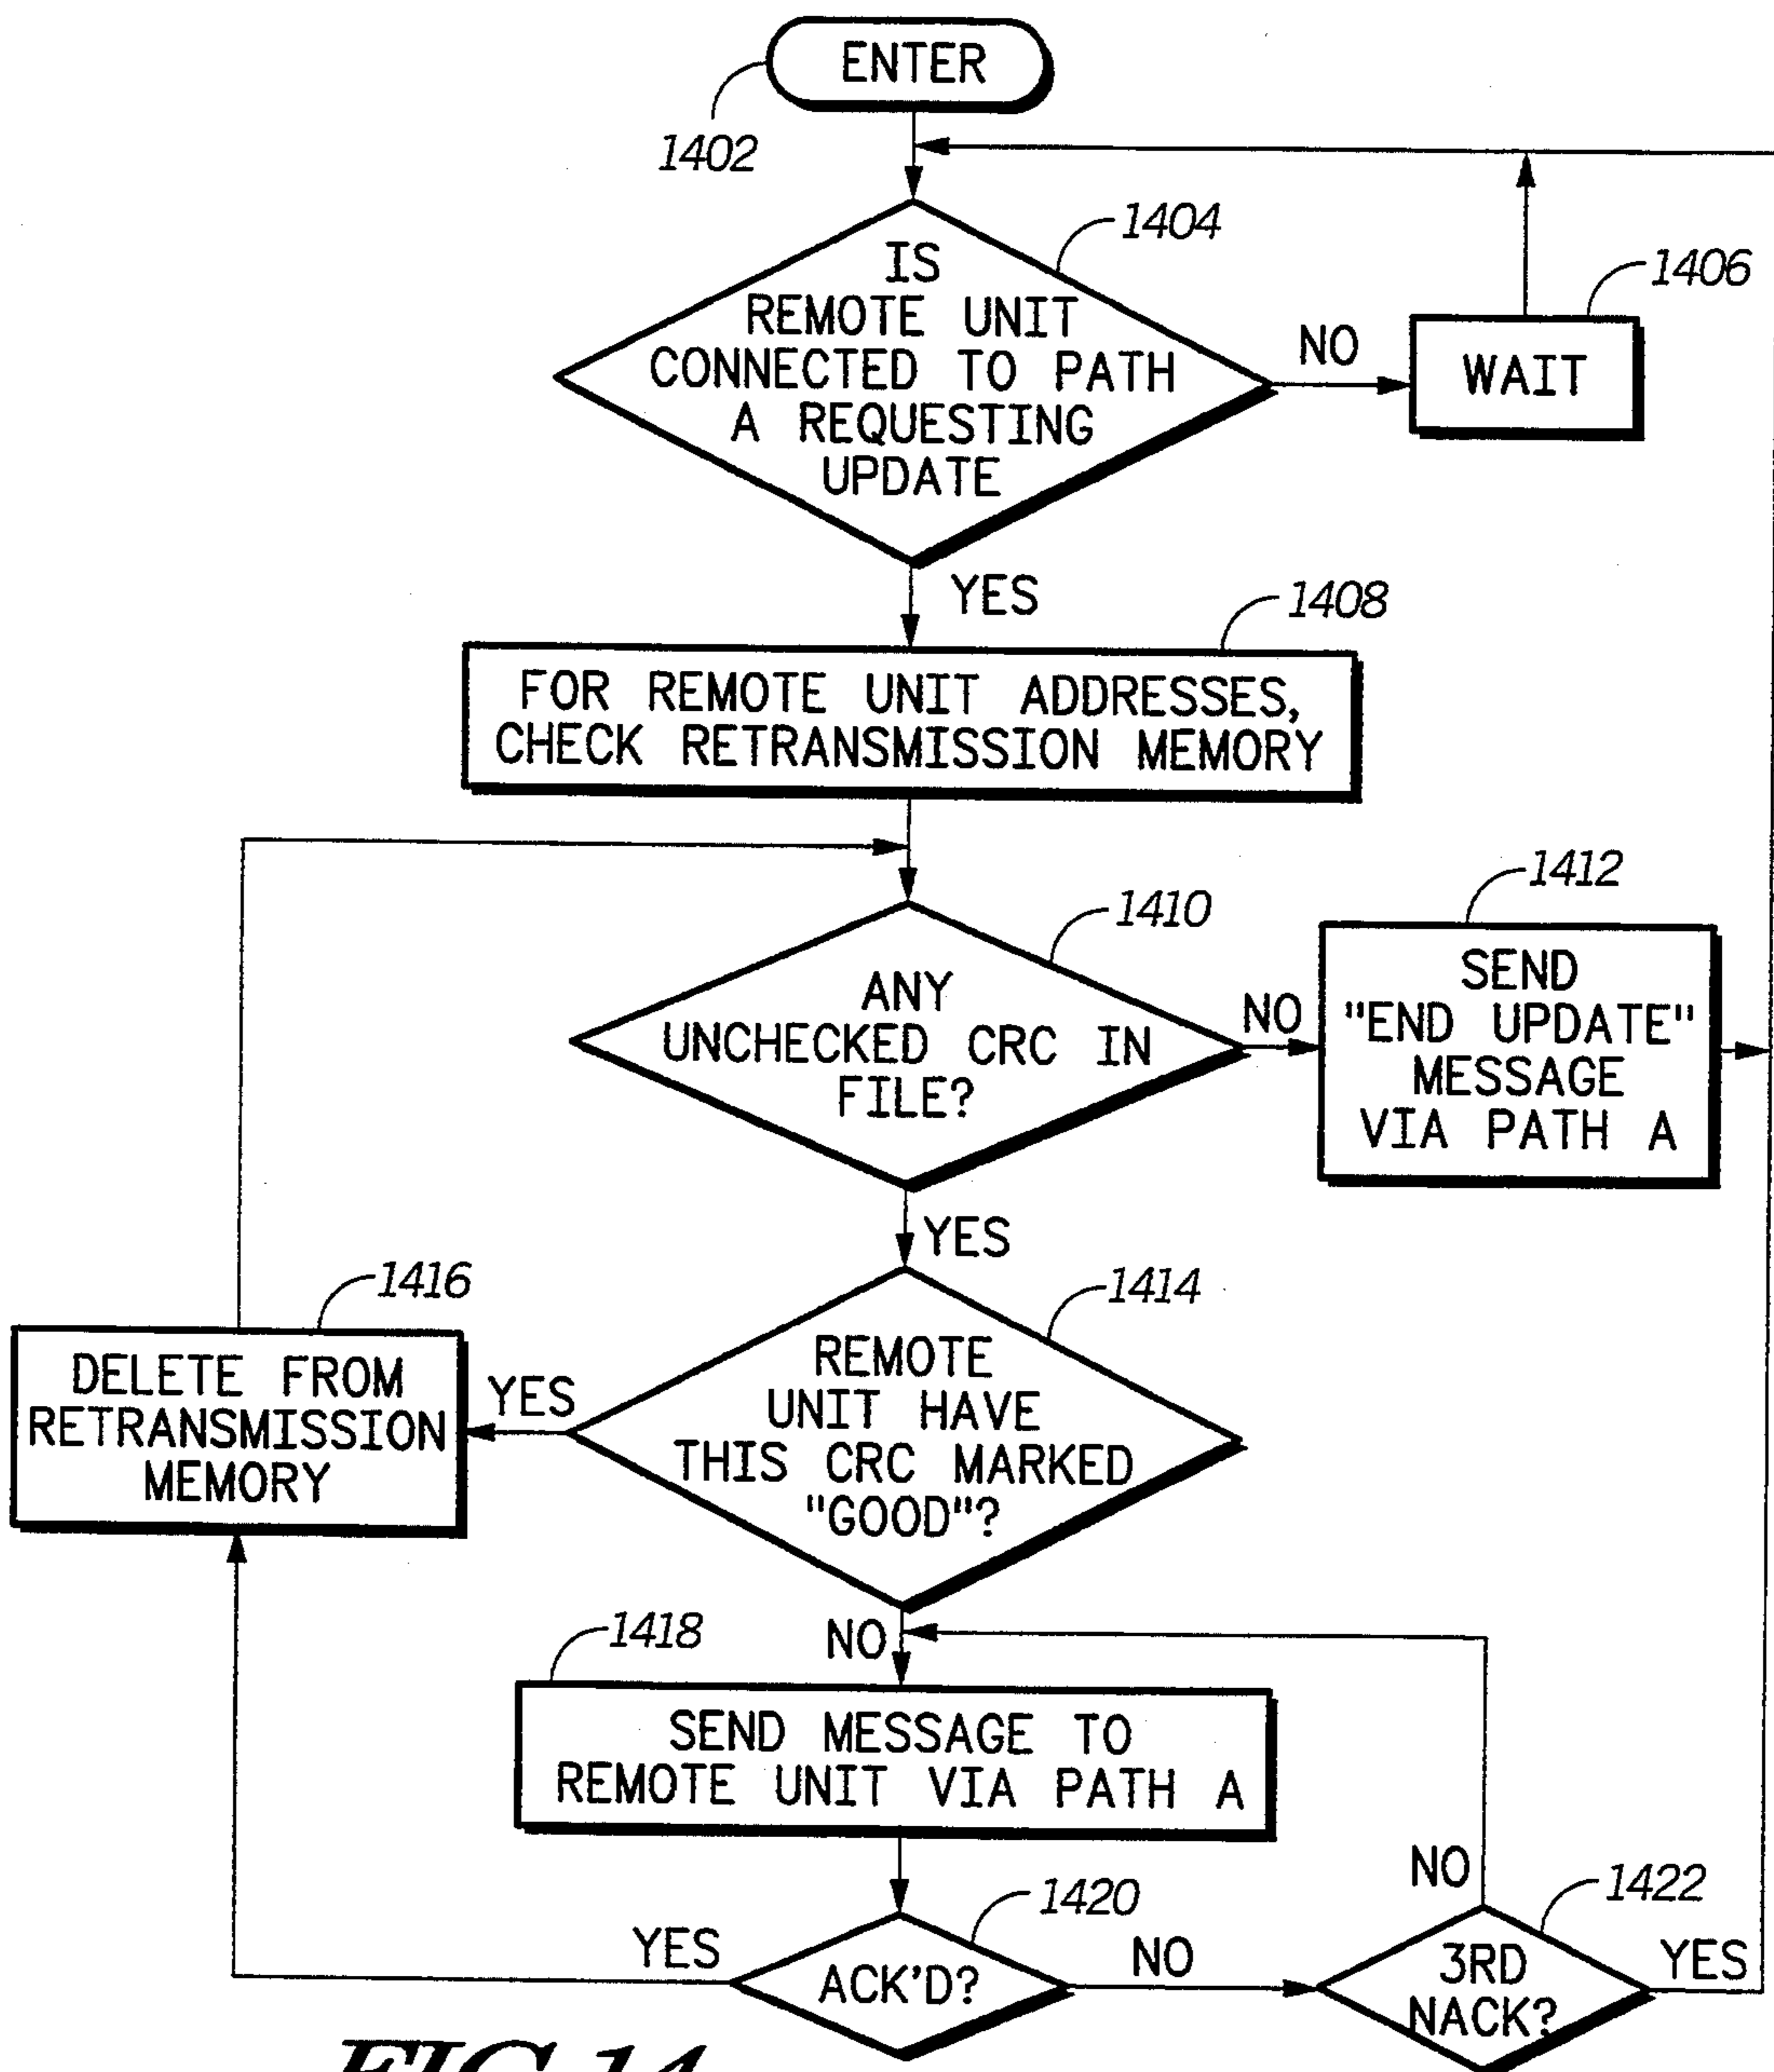 ENTER
1402
1404
IS
REMOTE UNIT
CONNECTED TO PATH
A REQUESTING
UPDATE
NO
1406
WAIT
YES
1408
FOR REMOTE UNIT ADDRESSES,
CHECK RETRANSMISSION MEMORY
1410
ANY
UNCHECKED CRC IN
FILE?
NO
1412
SEND
"END UPDATE"
MESSAGE
VIA PATH A
YES
1414
REMOTE
UNIT HAVE
THIS CRC MARKED
"GOOD"?
YES
1416
DELETE FROM
RETRANSMISSION
MEMORY
NO
1418
SEND MESSAGE TO
REMOTE UNIT VIA PATH A
1420
ACK'D?
YES
NO
1422
3RD
NACK?
NO
YES
FIG.14